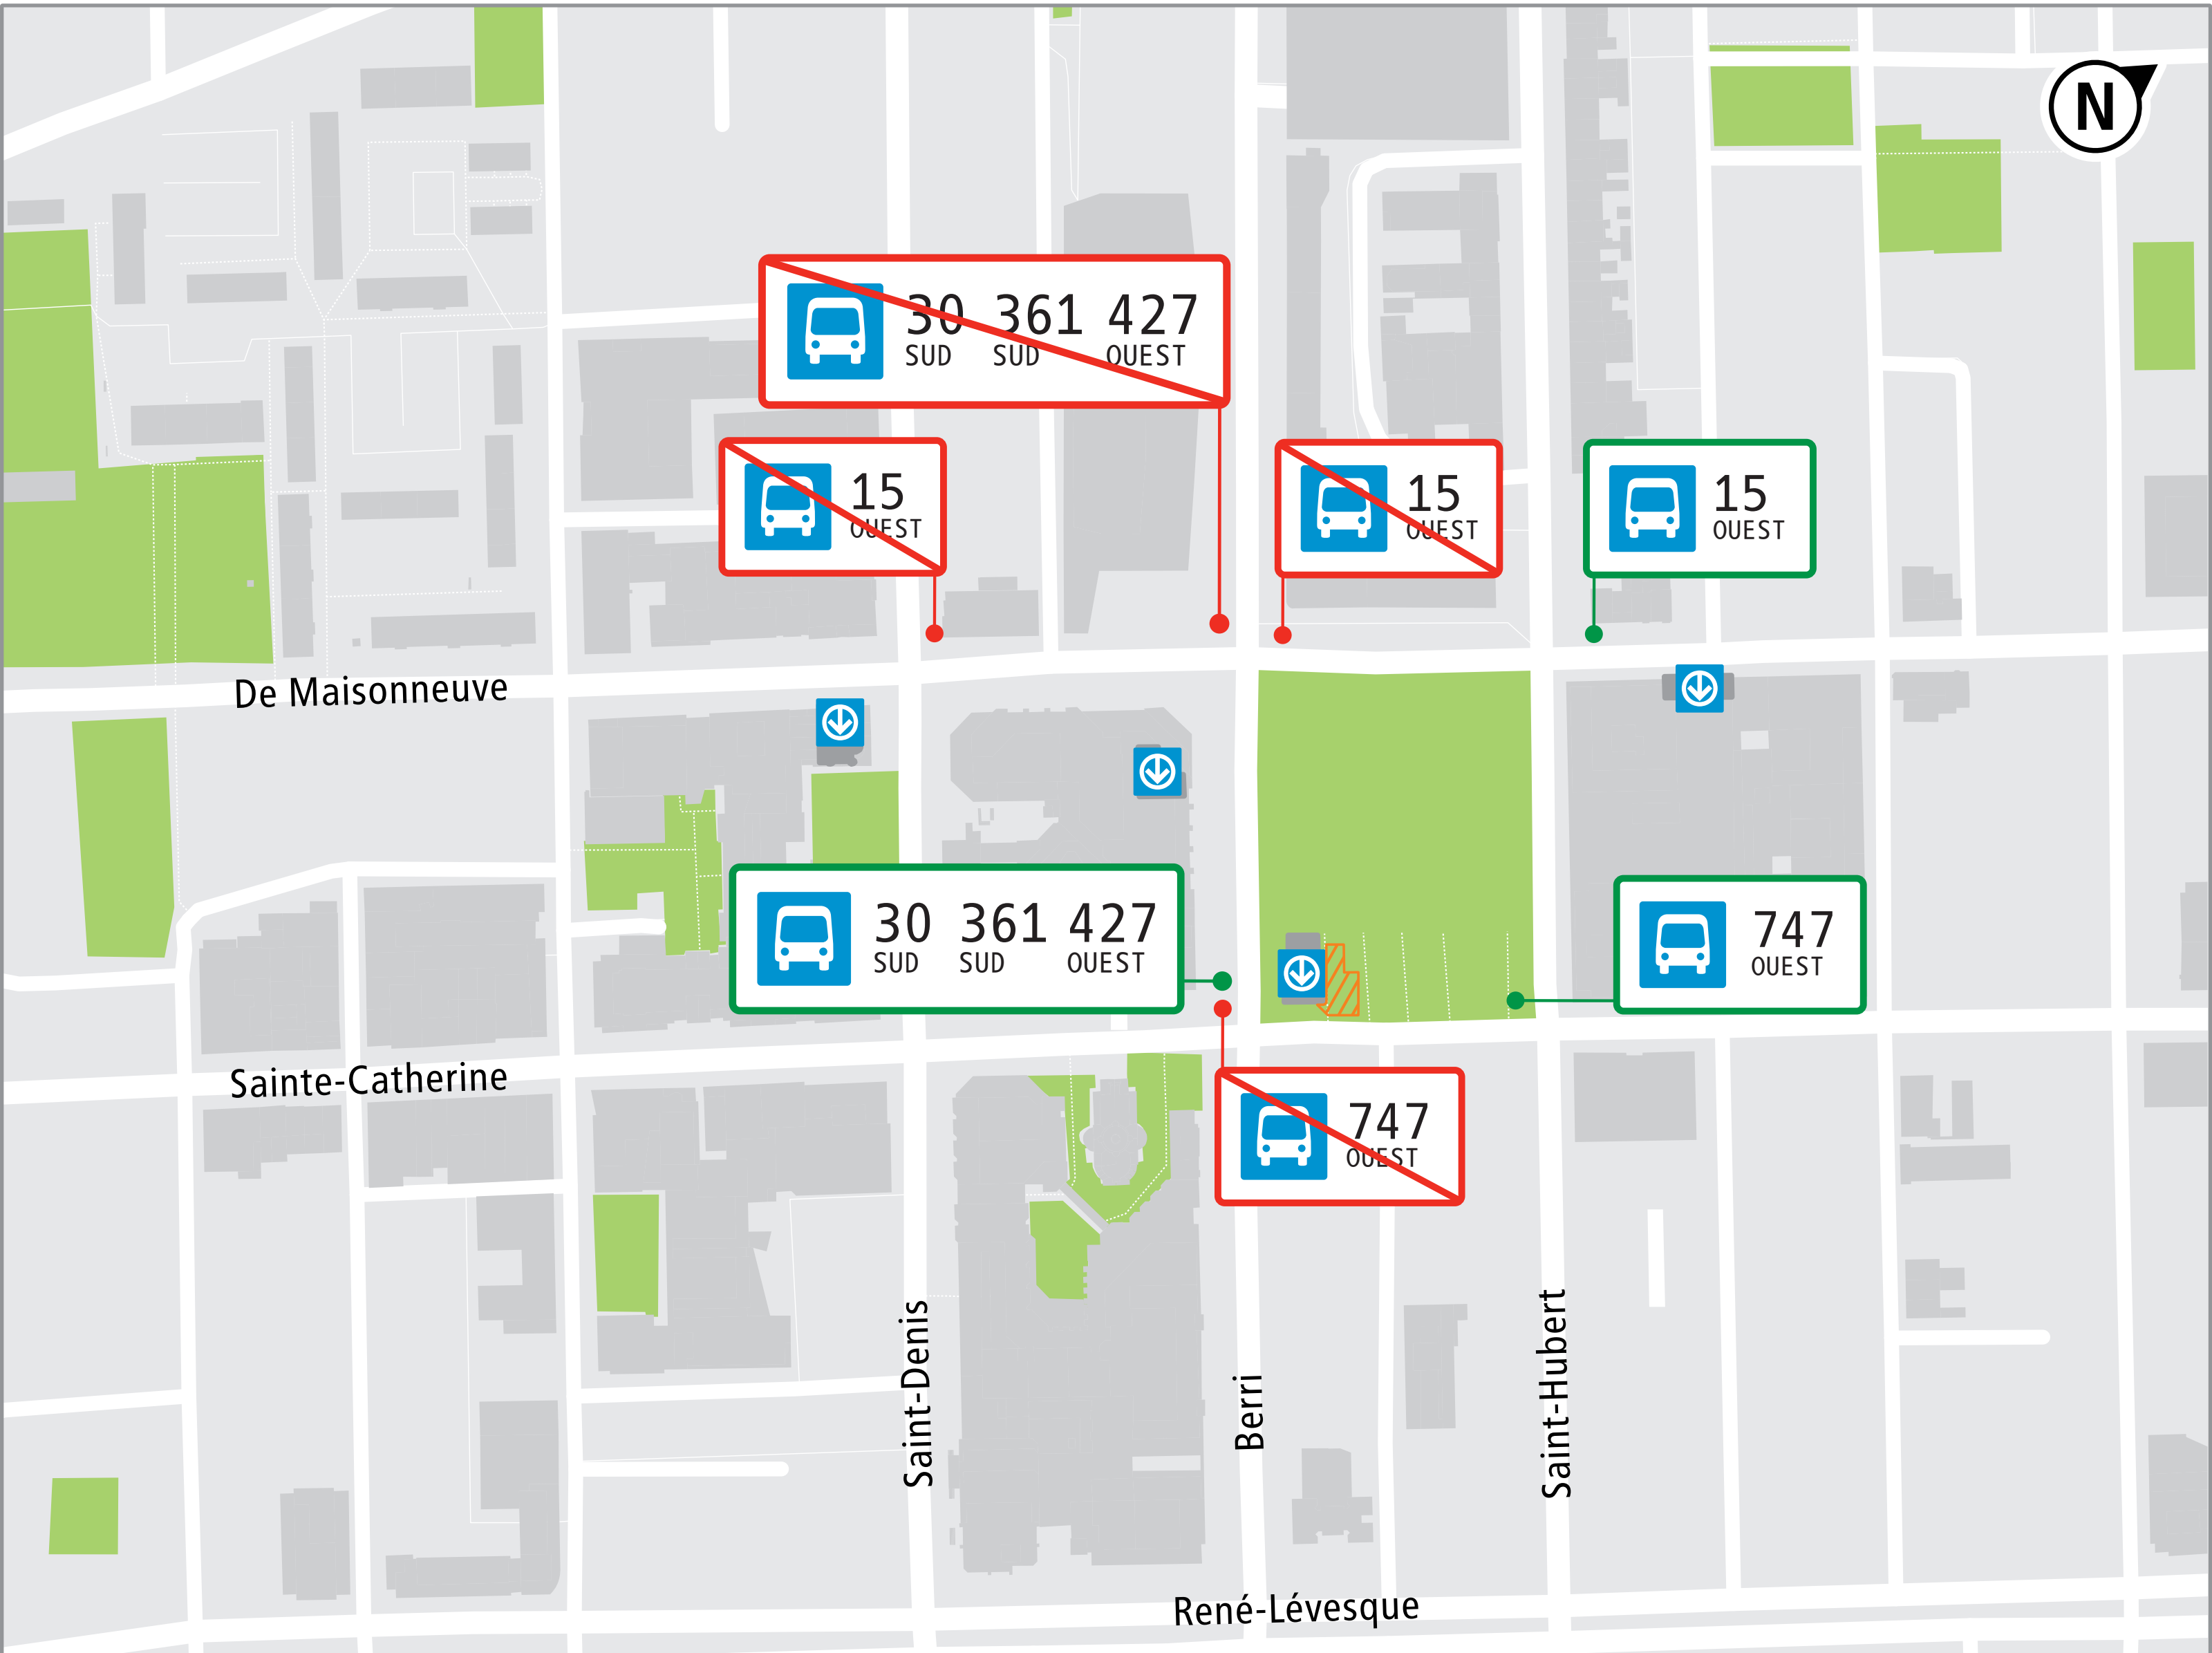 N
30 361 427
SUD SUD OUEST
15
OUEST
15
OUEST
15
OUEST
De Maisonneuve
30 361 427
SUD SUD OUEST
747
OUEST
Sainte-Catherine
747
OUEST
Saint-Denis
Berri
Saint-Hubert
René-Lévesque